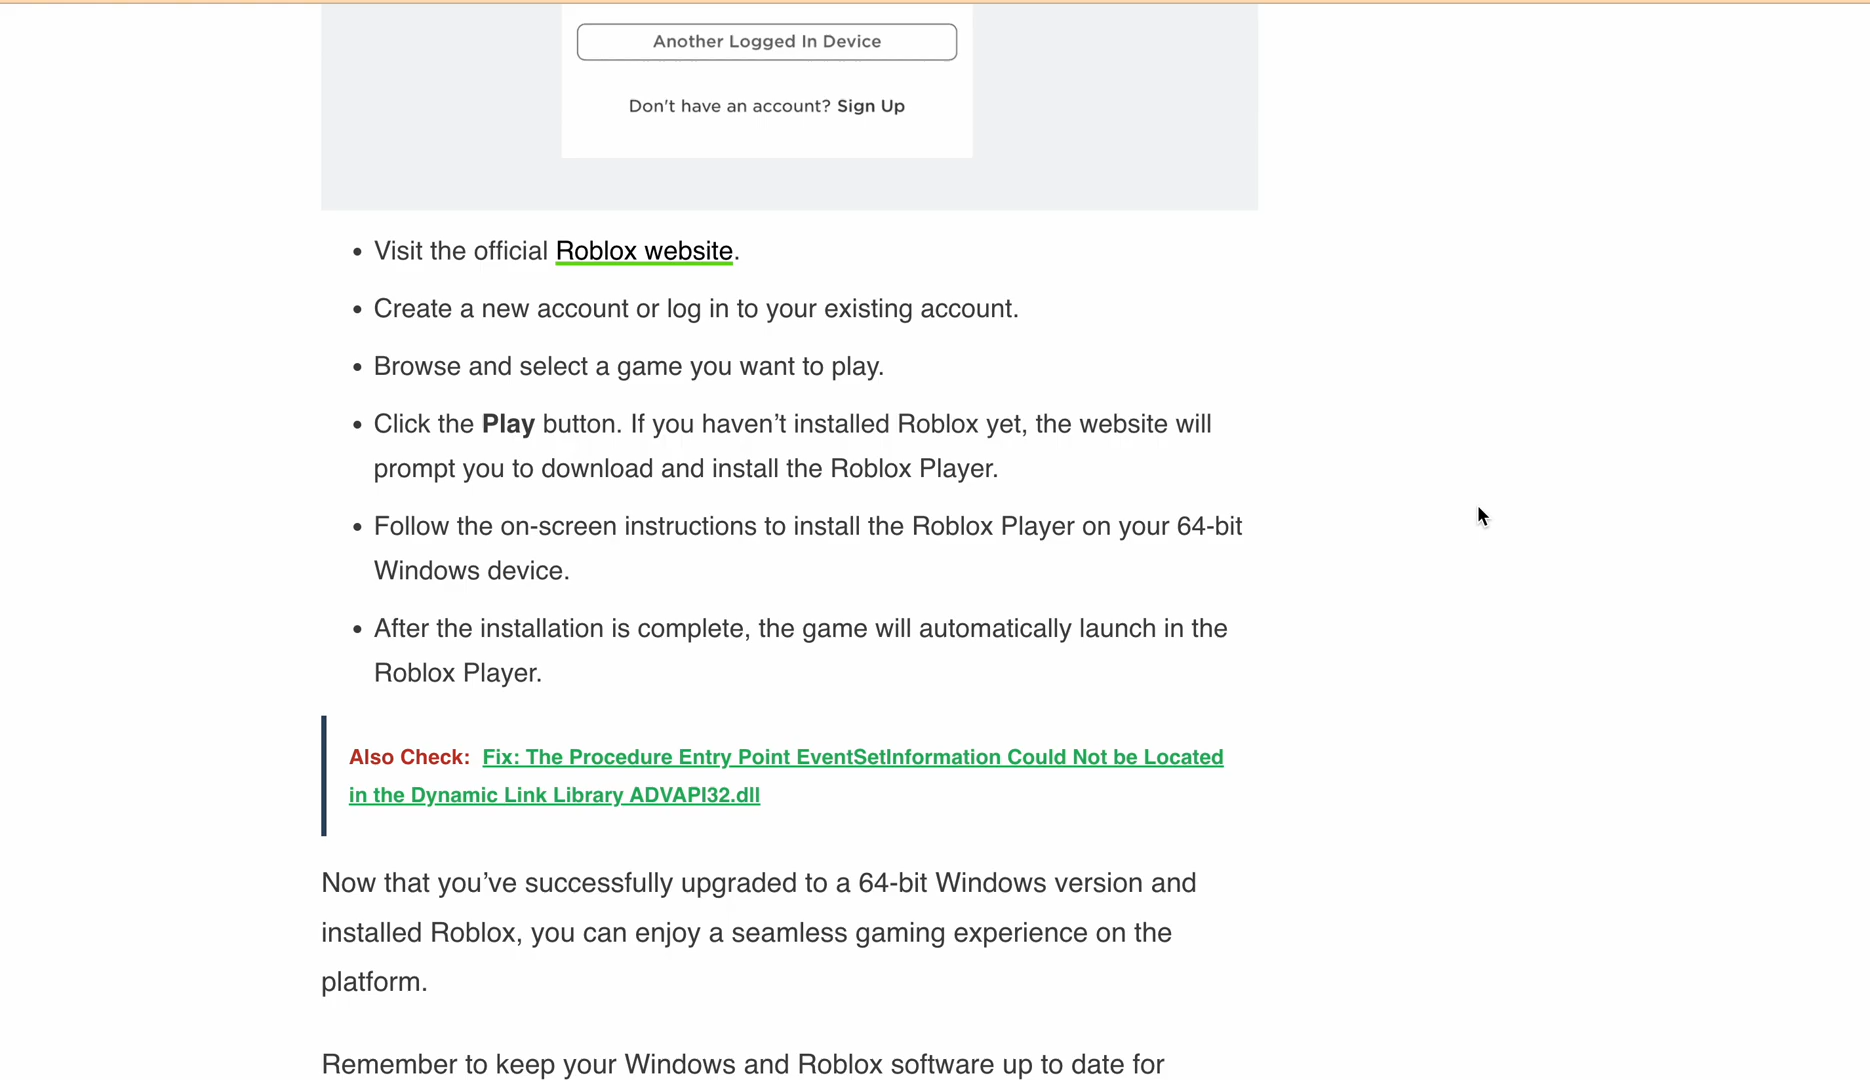 Another Logged In Device
Don't have an account? Sign Up
• Visit the official Roblox website.
• Create a new account or log in to your existing account.
• Browse and select a game you want to play.
• Click the Play button. If you haven’t installed Roblox yet, the website will
prompt you to download and install the Roblox Player.
• Follow the on-screen instructions to install the Roblox Player on your 64-bit
Windows device.
• After the installation is complete, the game will automatically launch in the
Roblox Player.
Also Check: Fix: The Procedure Entry Point EventSetInformation Could Not be Located
in the Dynamic Link Library ADVAPI32.dll
Now that you’ve successfully upgraded to a 64-bit Windows version and
installed Roblox, you can enjoy a seamless gaming experience on the
platform.
Remember to keep your Windows and Roblox software up to date for